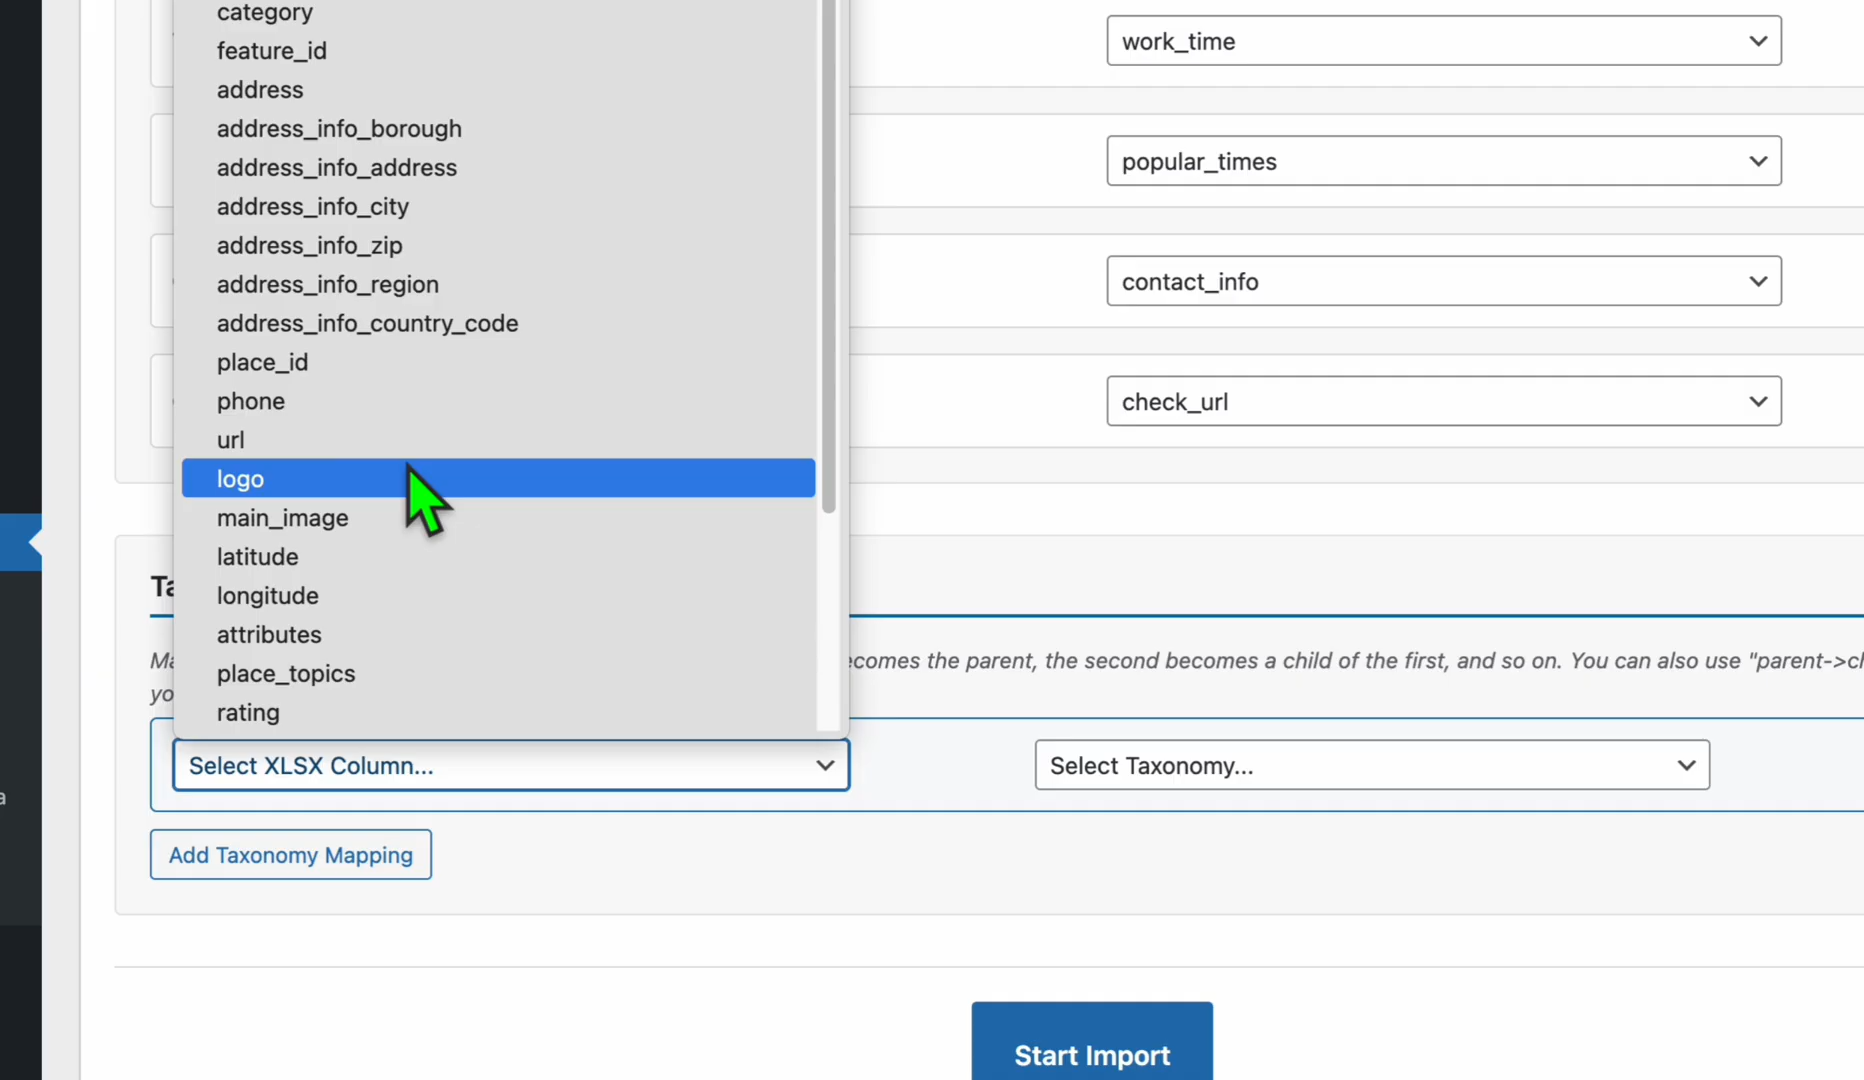 category
feature_id
address
address_info_borough
address_info_address
address_info_city
address_info_zip
address_info_region
address_info_country_code
place_id
phone
url
logo
main_image
latitude
longitude
attributes
place_topics
rating
work_time
popular_times
contact_info
check_url
the parent, the second becomes a child of the first, and so on. You can also use "parent->
Select XLSX Column...
Select Taxonomy...
Add Taxonomy Mapping
Start Import